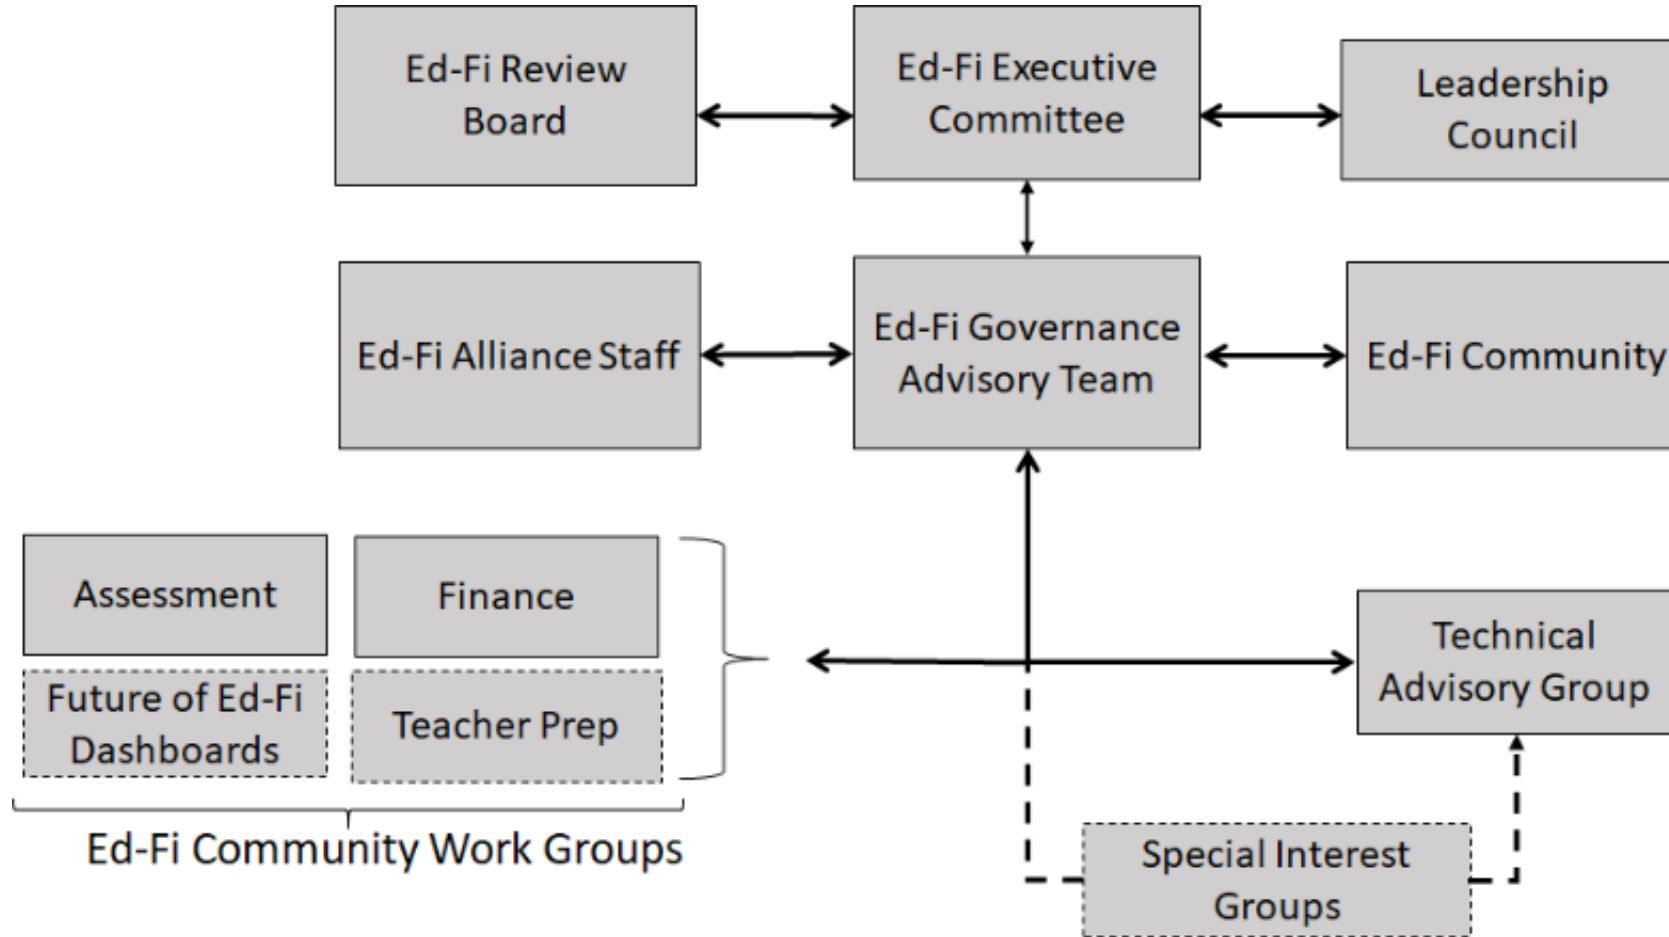 Ed-Fi Review
Board
Ed-Fi Executive
Committee
Leadership
Council
Ed-Fi Alliance Staff
Ed-Fi Governance
Advisory Team
Ed-Fi Community
Assessment
Finance
Future of Ed-Fi
Dashboards
Teacher Prep
Ed-Fi Community Work Groups
Technical
Advisory Group
Special Interest
Groups